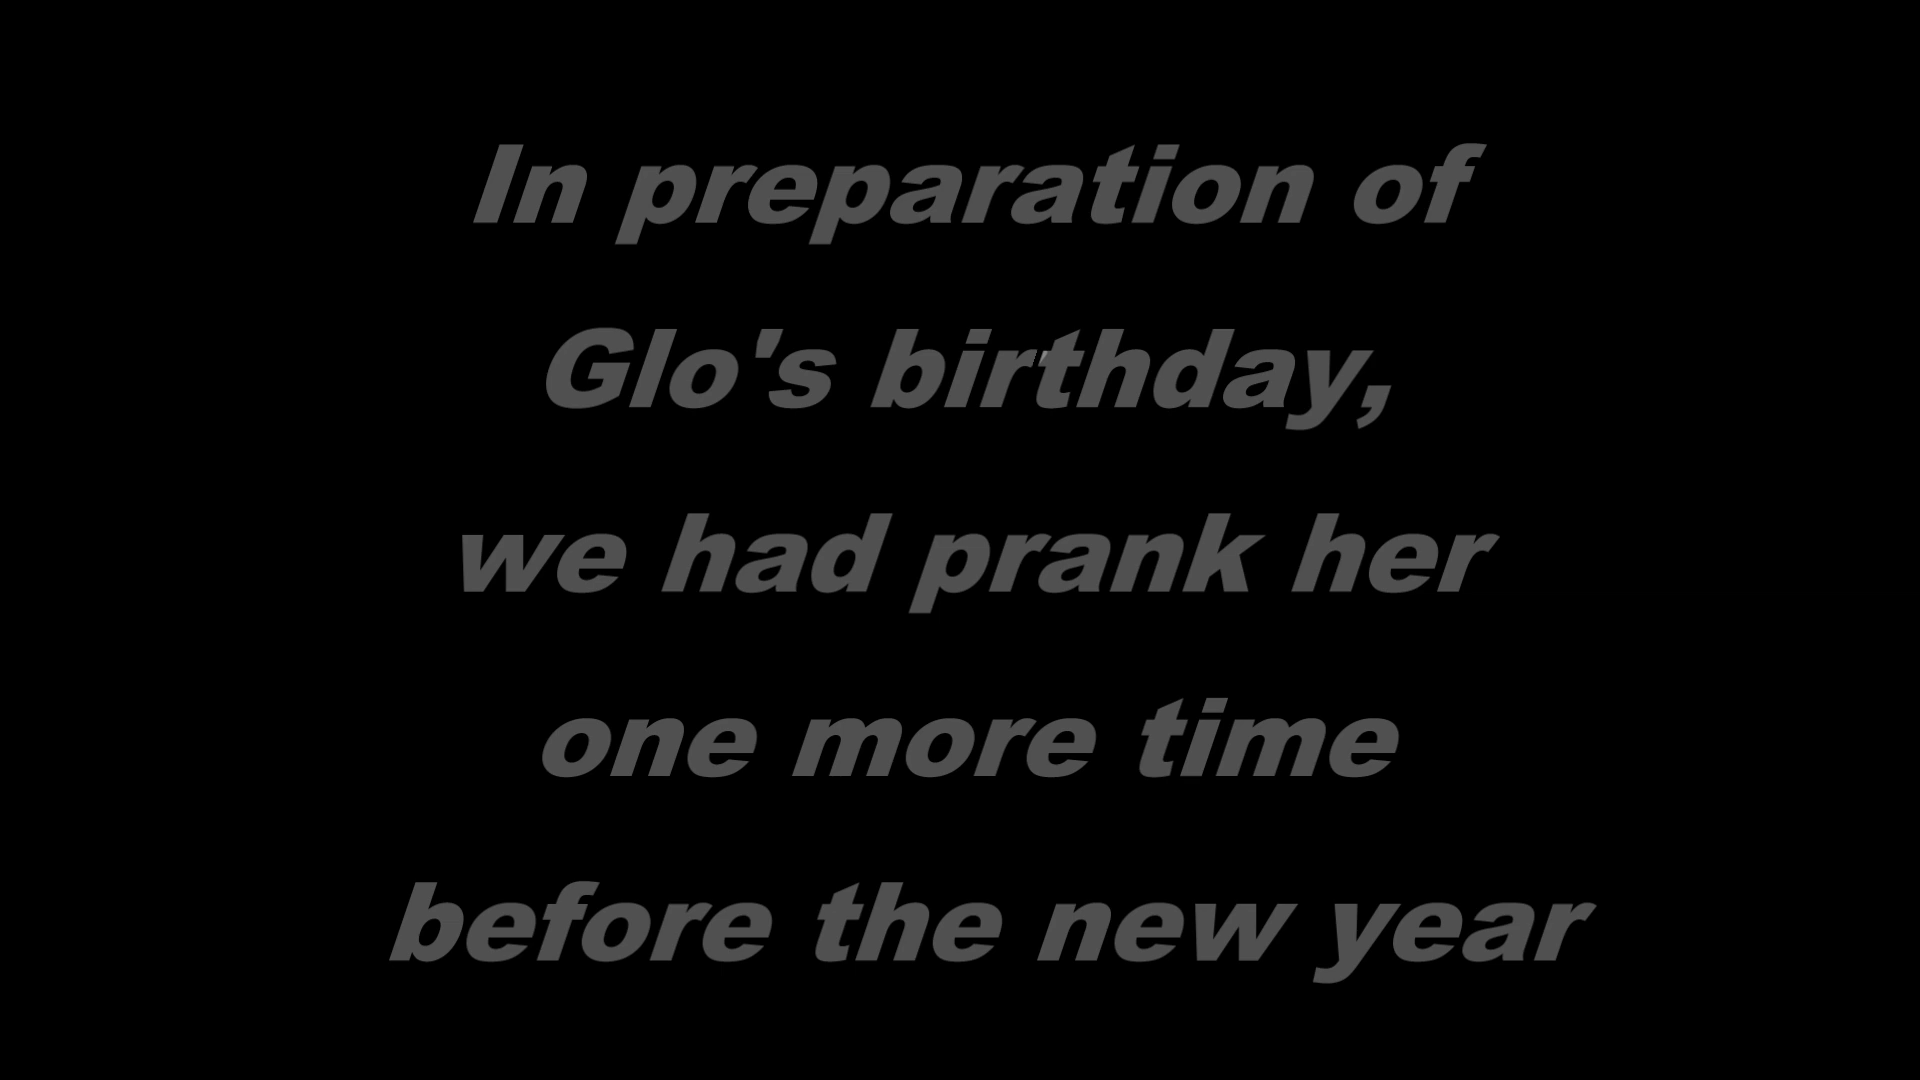 In preparation of
Glo's birthday,
we had prank her
one more time
before the new year